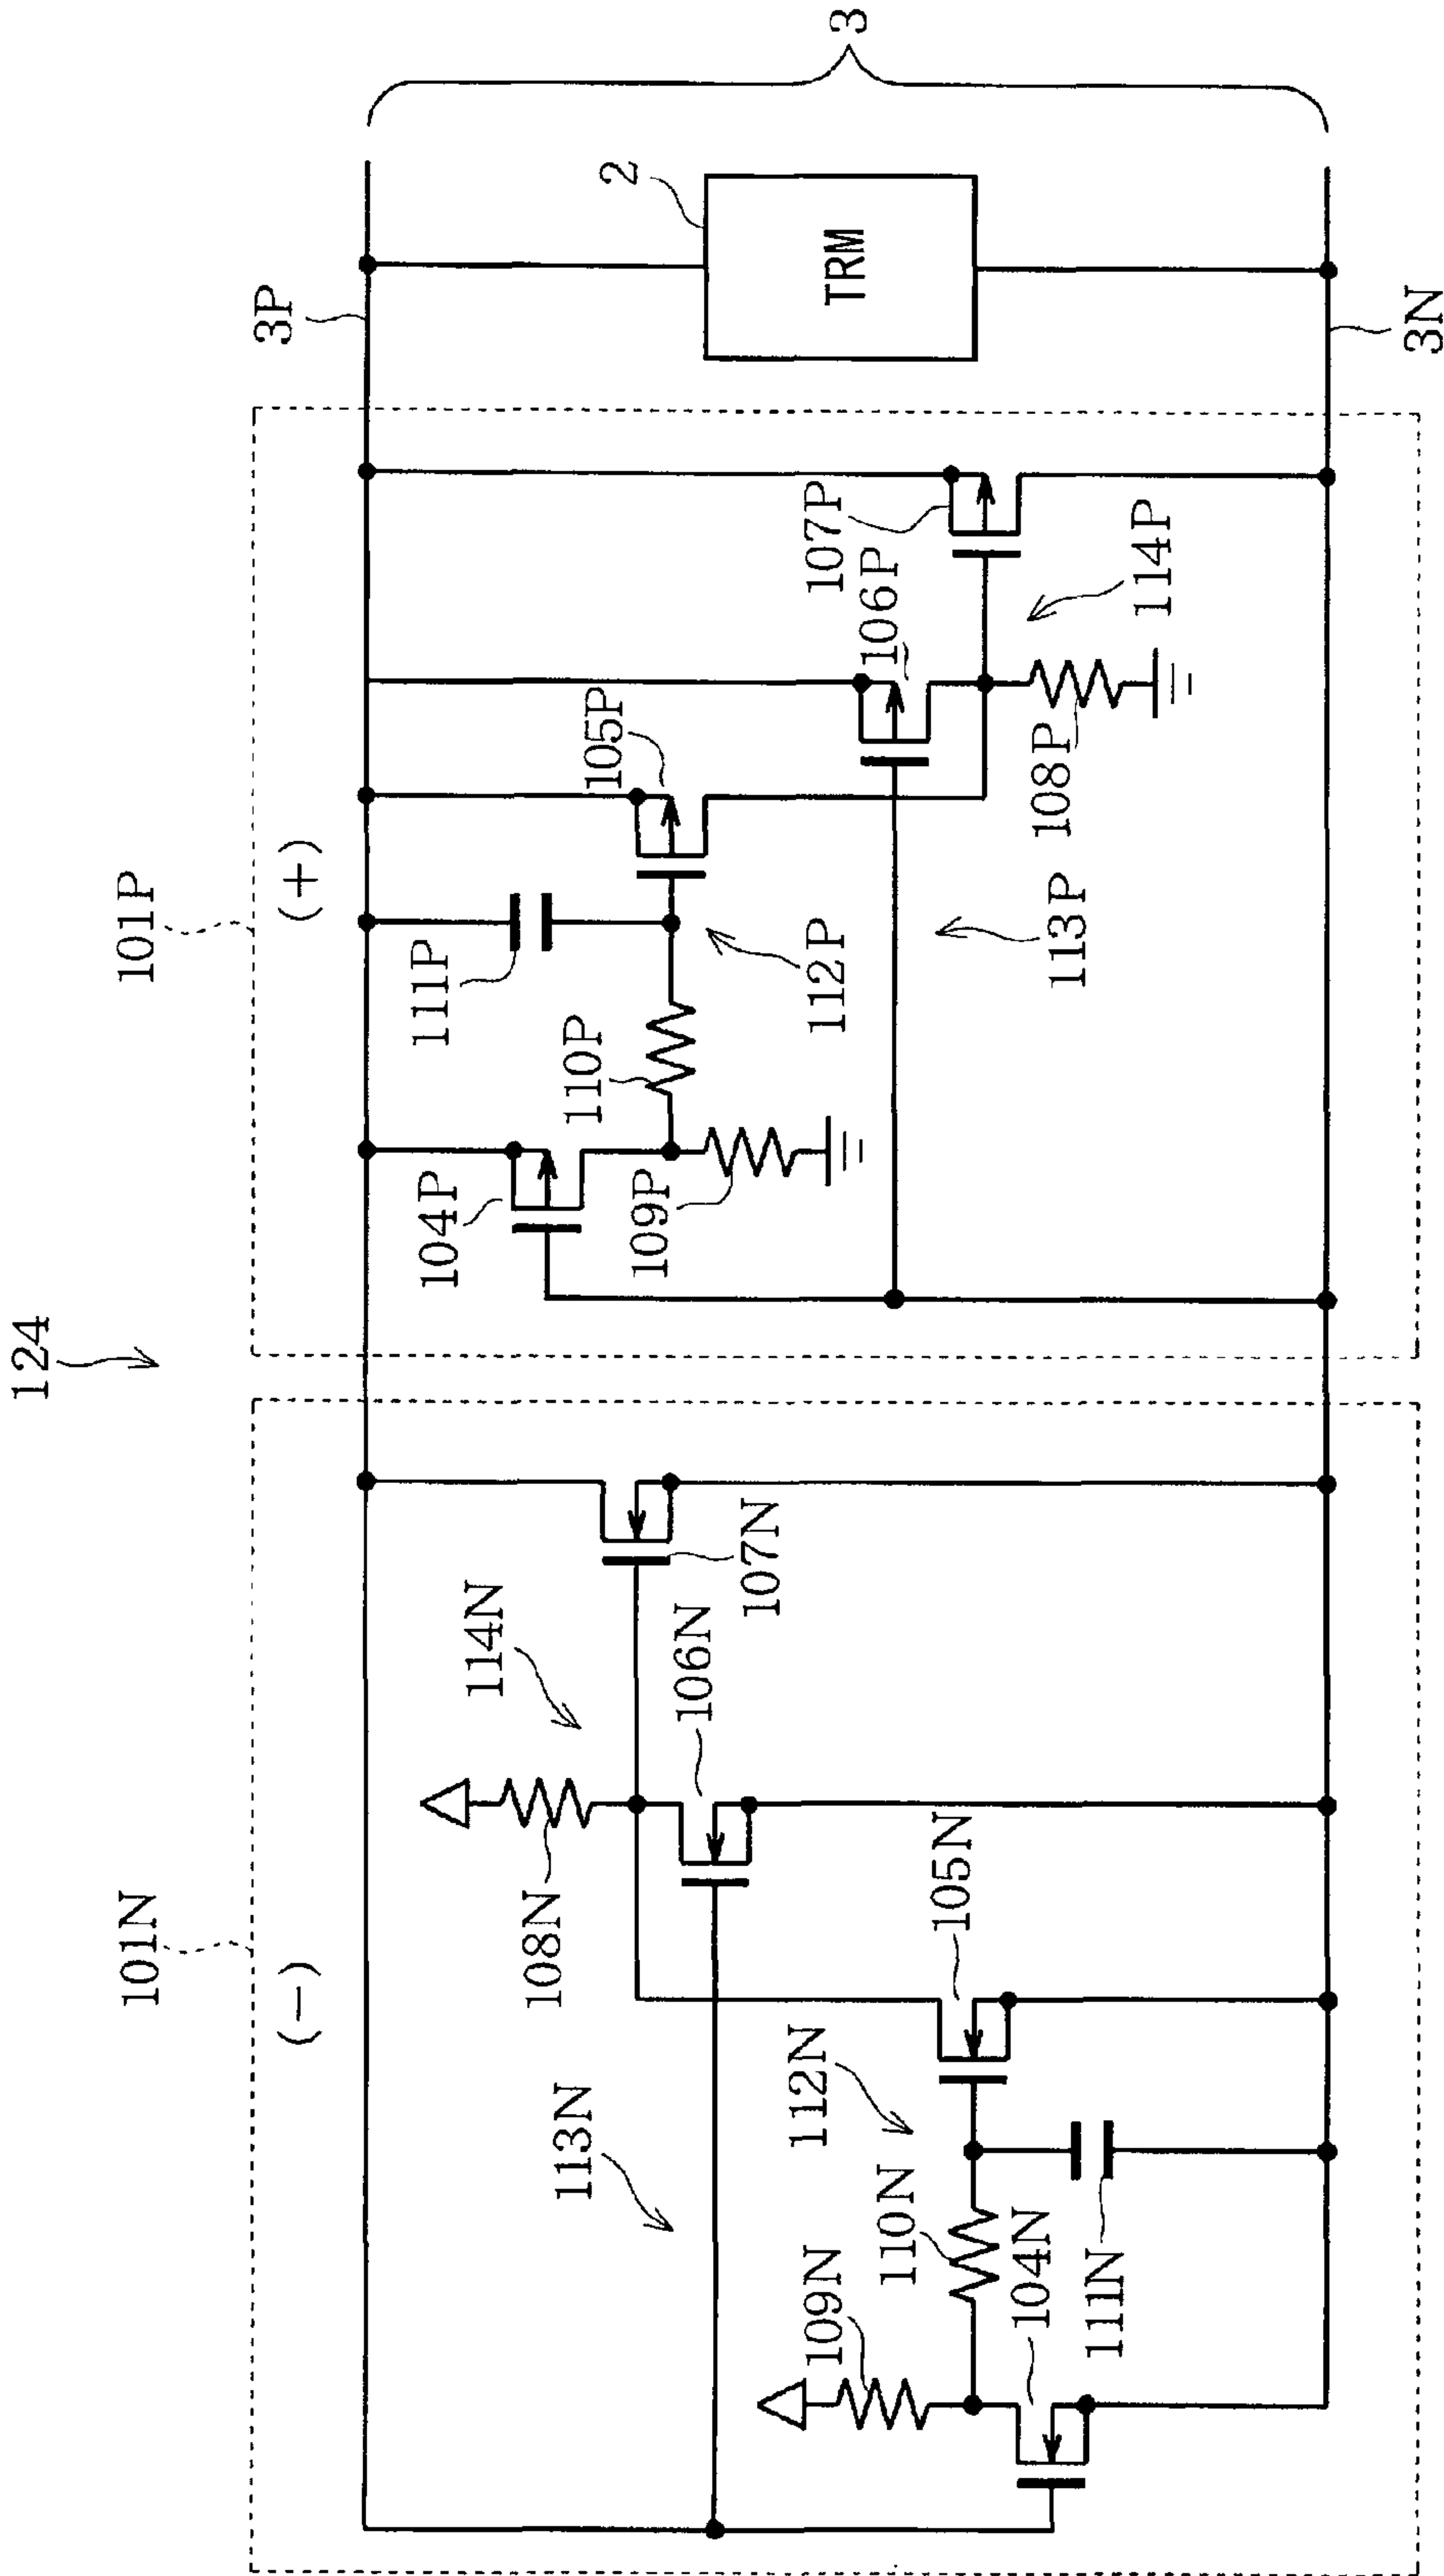 124
101N
101P
(−)
(+)
3P
3
2
TRM
3N
114N
108N
106N
107N
113N
112N
105N
109N
110N
104N
111N
111P
105P
104P
110P
109P
112P
107P
106P
113P
108P
114P